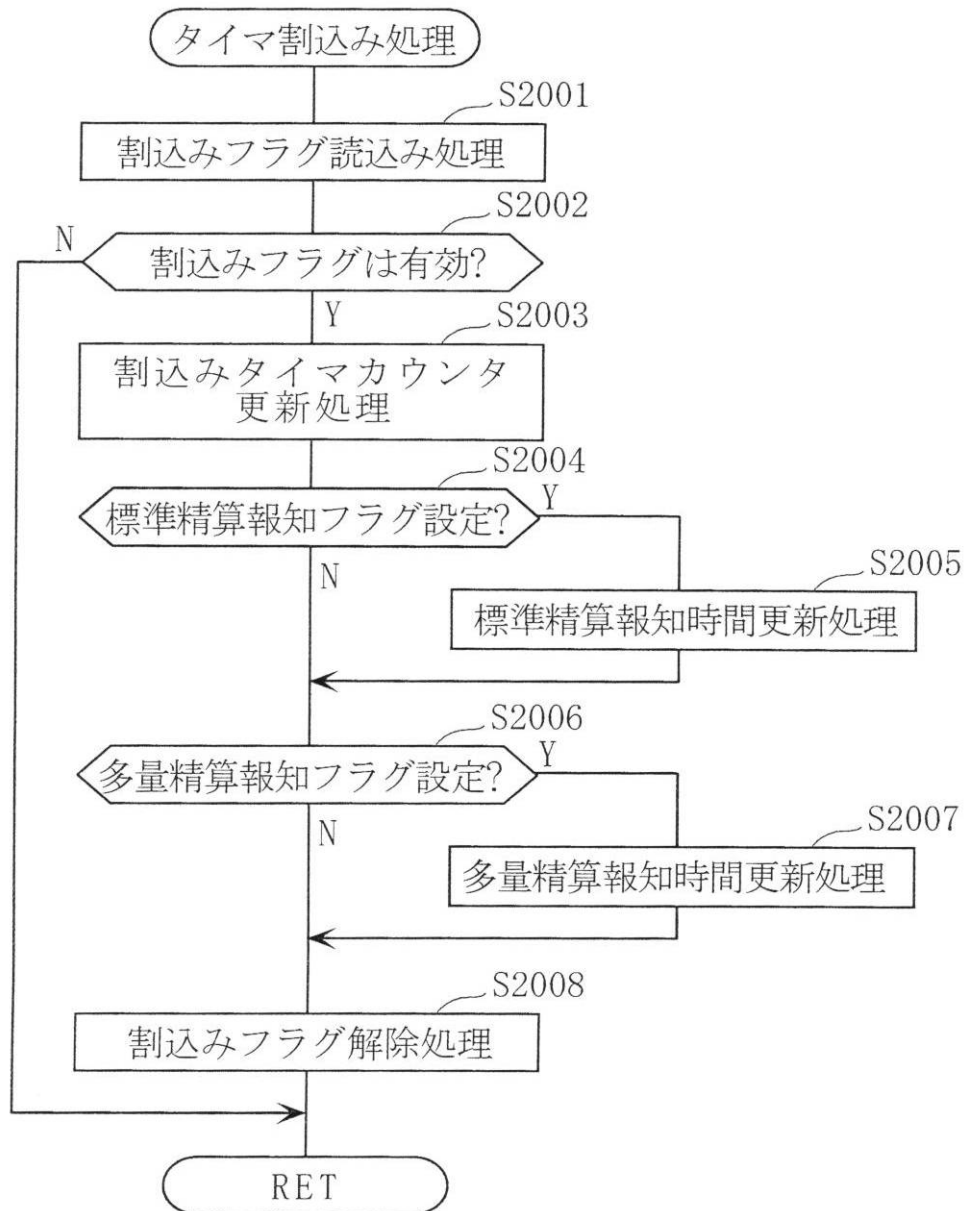 タイマ割込み処理
S2001
割込みフラグ読込み処理
S2002
N
割込みフラグは有効?
Y
S2003
割込みタイマカウンタ
更新処理
S2004
標準精算報知フラグ設定?
Y
N
S2005
標準精算報知時間更新処理
S2006
多量精算報知フラグ設定?
Y
N
S2007
多量精算報知時間更新処理
S2008
割込みフラグ解除処理
RET